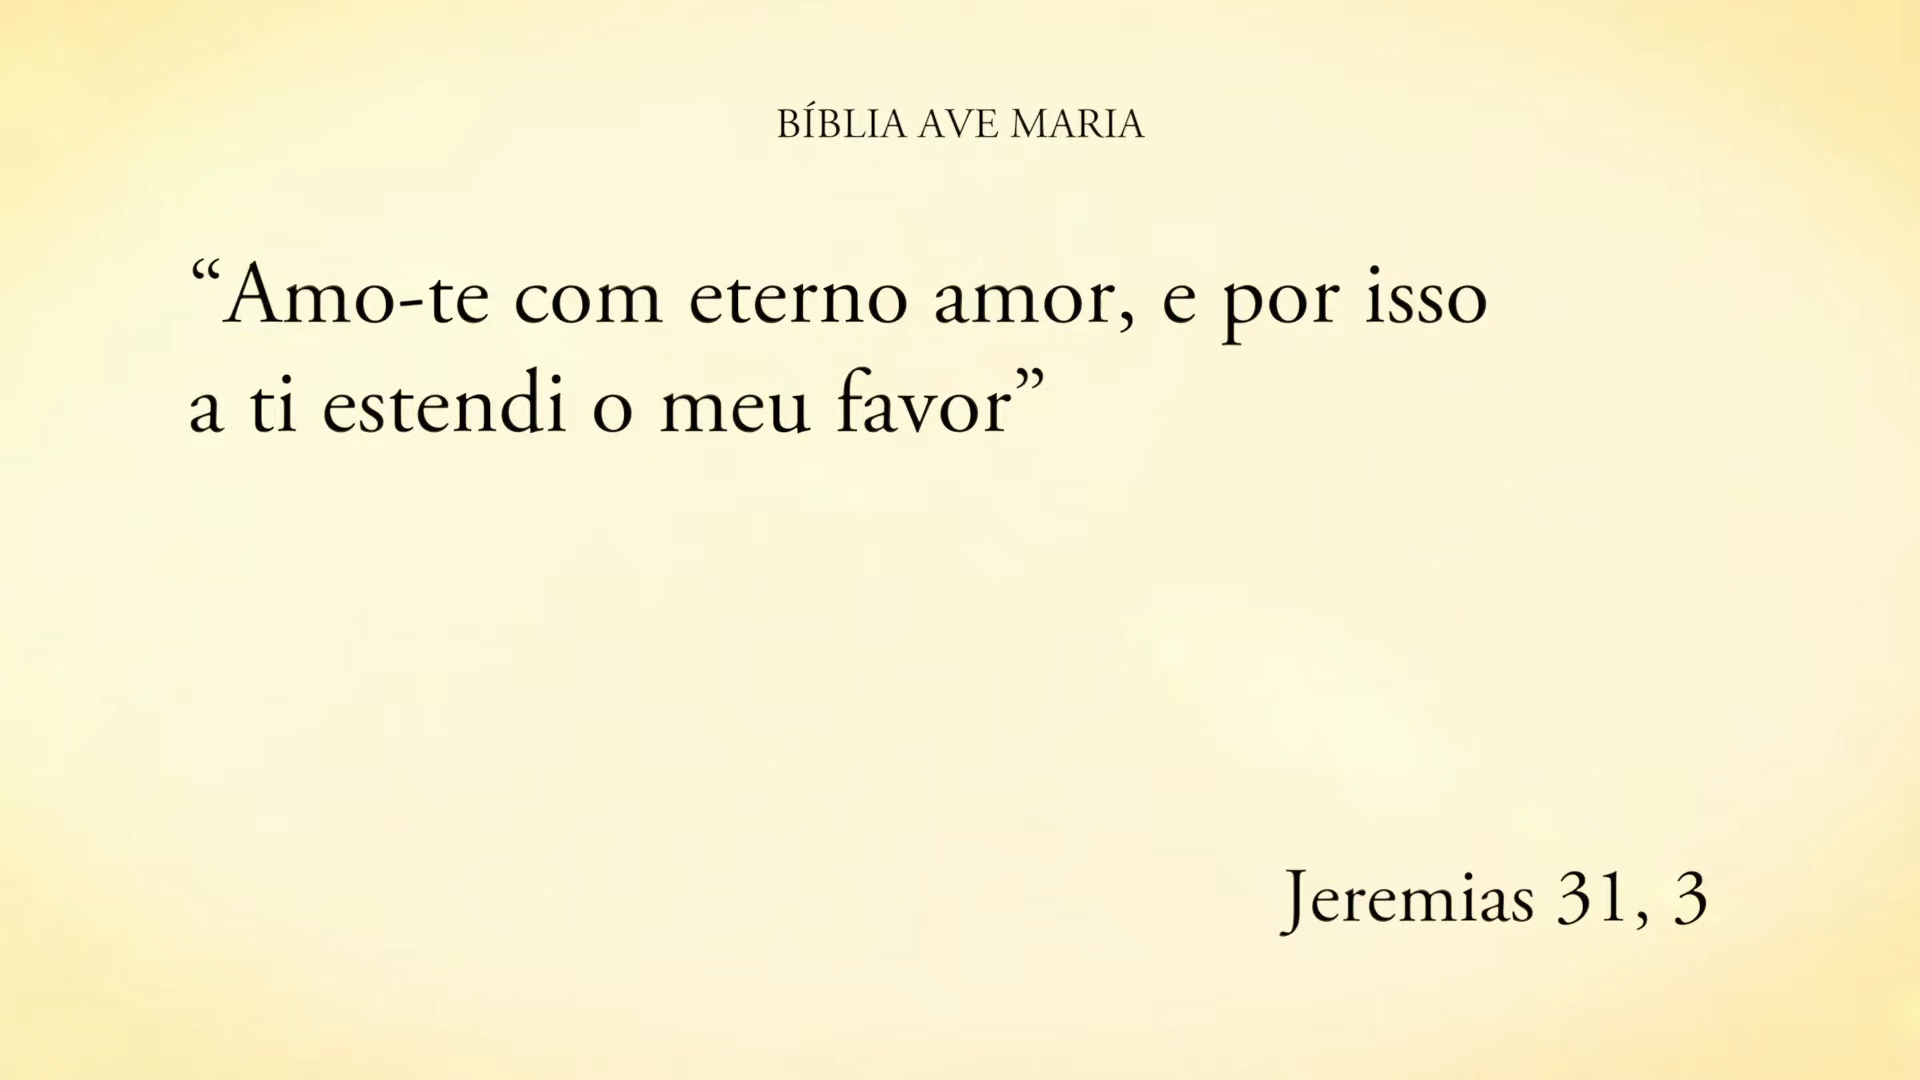 BÍBLIA AVE MARIA
“Amo-te com eterno amor, e por isso
a ti estendi o meu favor”
Jeremias 31, 3